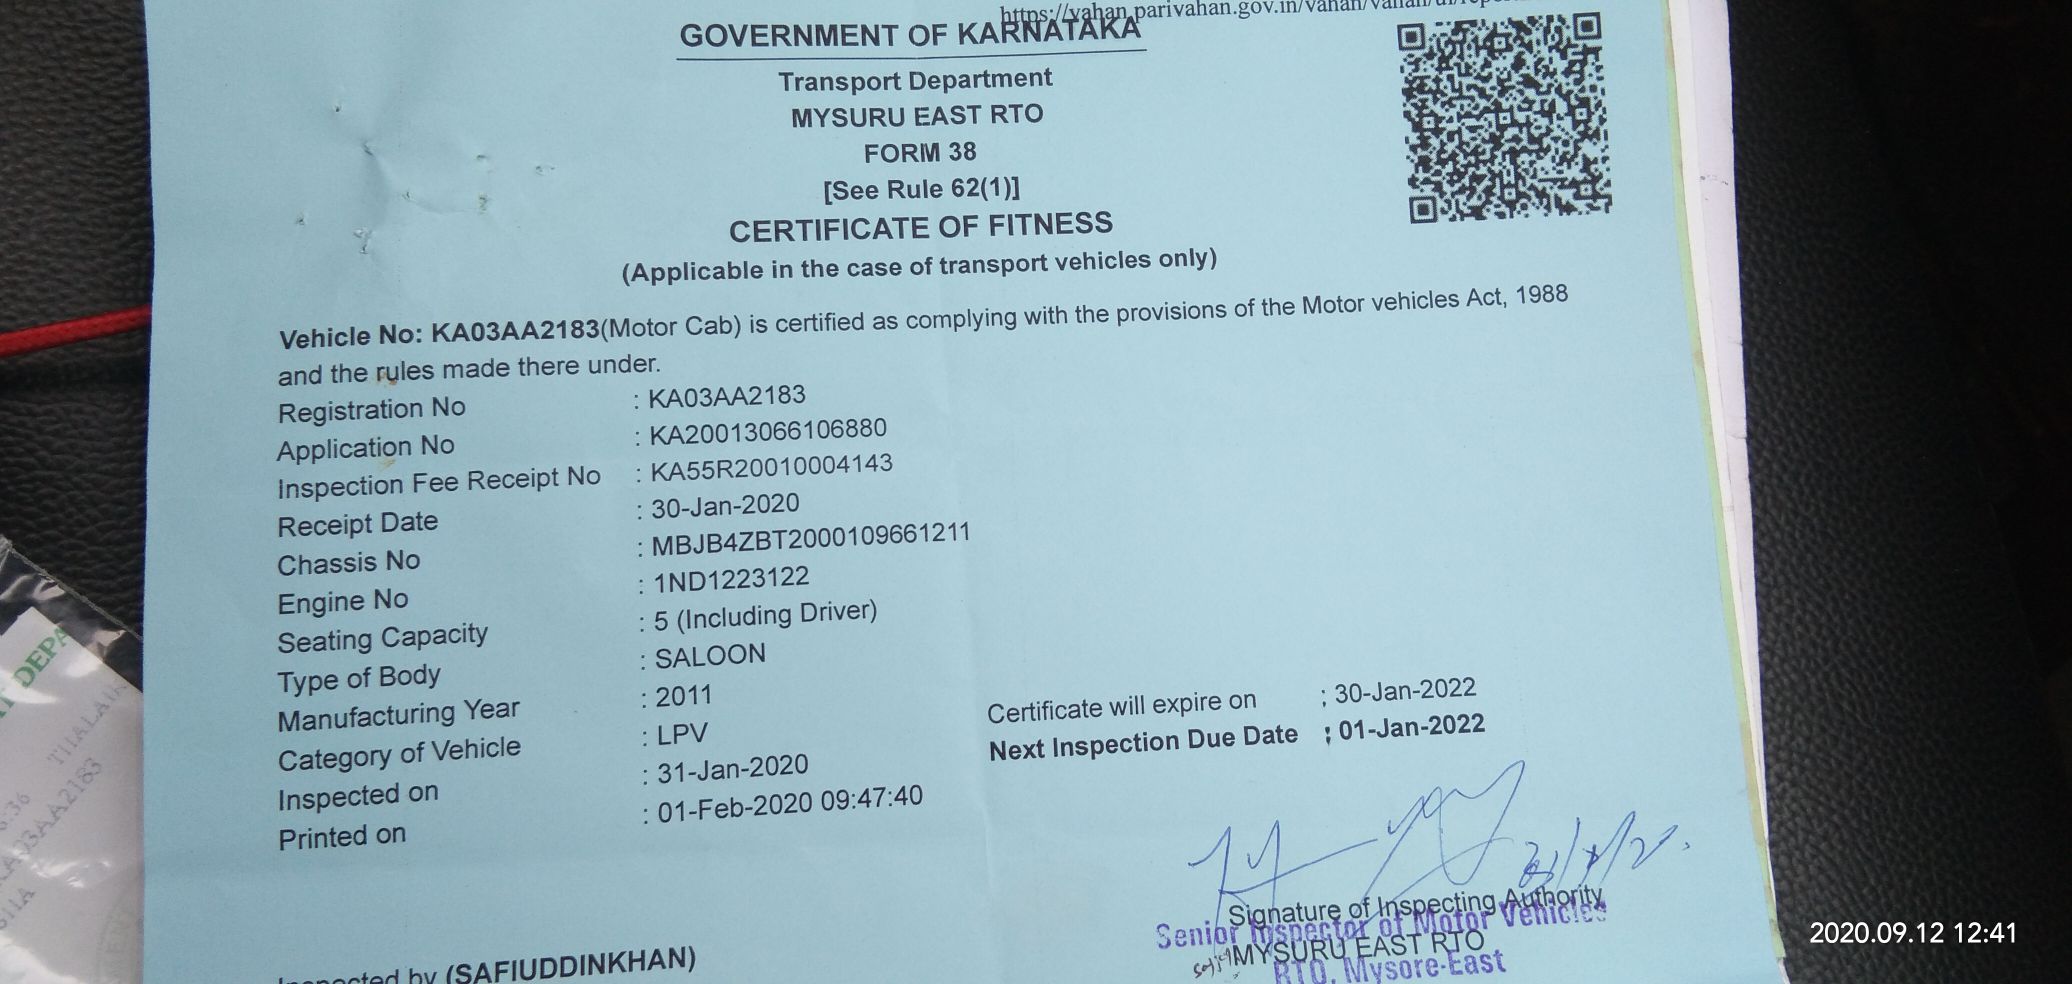 https://vahan.parivahan.gov.in/vahan/vahan/ui/
GOVERNMENT OF KARNATAKA
Transport Department
MYSURU EAST RTO
FORM 38
[See Rule 62(1)]
CERTIFICATE OF FITNESS
(Applicable in the case of transport vehicles only)
Vehicle No: KA03AA2183(Motor Cab) is certified as complying with the provisions of the Motor vehicles Act, 1988
and the rules made there under.
Registration No : KA03AA2183
Application No : KA20013066106880
Inspection Fee Receipt No : KA55R20010004143
Receipt Date : 30-Jan-2020
Chassis No : MBJB4ZBT2000109661211
Engine No : 1ND1223122
Seating Capacity : 5 (Including Driver)
Type of Body : SALOON
Manufacturing Year : 2011
Category of Vehicle : LPV
Inspected on : 31-Jan-2020
Printed on : 01-Feb-2020 09:47:40
Certificate will expire on : 30-Jan-2022
Next Inspection Due Date : 01-Jan-2022
Signature of Inspecting Authority
Senior Inspector of Motor Vehicles
MYSURU EAST RTO
RTO, Mysore-East
Inspected by (SAFIUDDINKHAN)
DEPA
KA03AA2183
2020.09.12 12:41